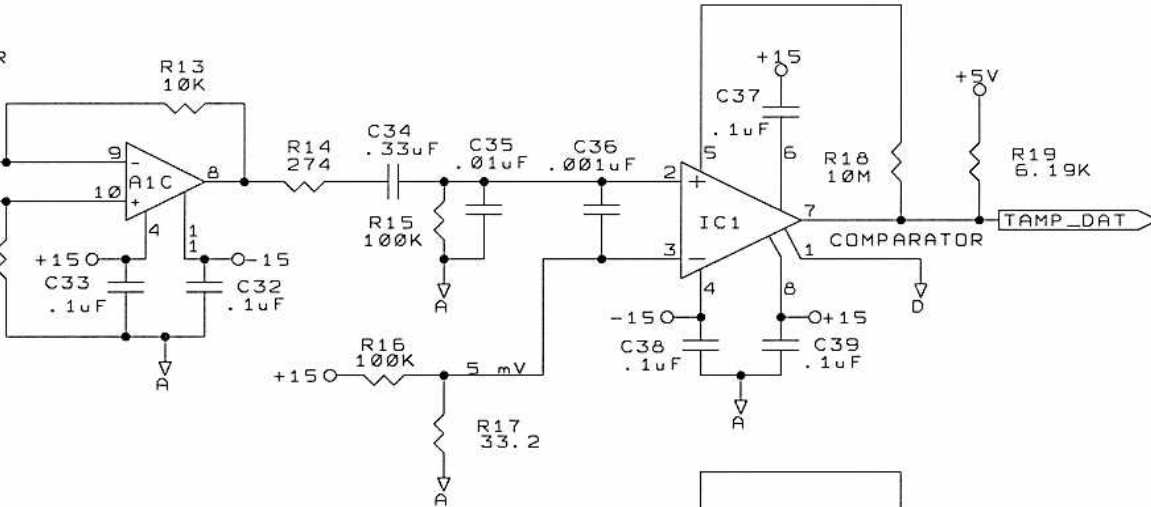 R
R13
10K
9
-
A1C
8
10
+
4
1
1
+15
-15
C33
.1uF
C32
.1uF
A
R14
274
C34
.33uF
C35
.01uF
C36
.001uF
R15
100K
A
R16
100K
+15
5 mV
R17
33.2
A
+15
C37
.1uF
5
6
2
+
IC1
3
-
7
COMPARATOR
1
4
8
D
-15
+15
C38
.1uF
C39
.1uF
A
R18
10M
+5V
R19
6.19K
TAMP_DAT